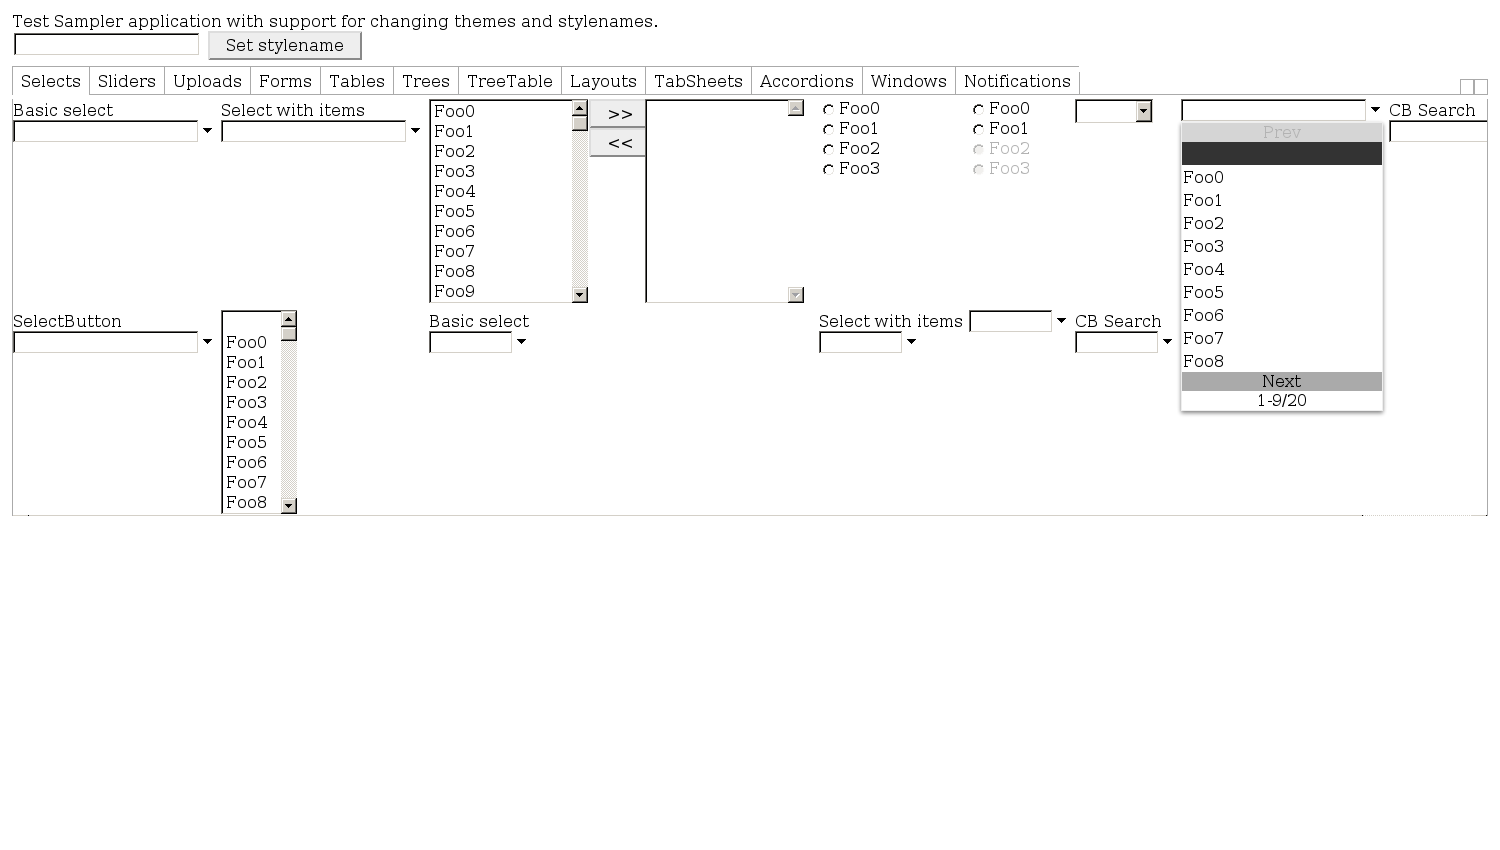 Test Sampler application with support for changing themes and stylenames.
Set stylename
Selects Sliders Uploads Forms Tables Trees TreeTable Layouts TabSheets Accordions Windows Notifications
Basic select
Select with items
Foo0
Foo1
Foo2
Foo3
Foo4
Foo5
Foo6
Foo7
Foo8
Foo9
>>
<<
Foo0
Foo1
Foo2
Foo3
Foo0
Foo1
Foo2
Foo3
Prev
Foo0
Foo1
Foo2
Foo3
Foo4
Foo5
Foo6
Foo7
Foo8
Next
1-9/20
CB Search
SelectButton
Foo0
Foo1
Foo2
Foo3
Foo4
Foo5
Foo6
Foo7
Foo8
Basic select
Select with items
CB Search